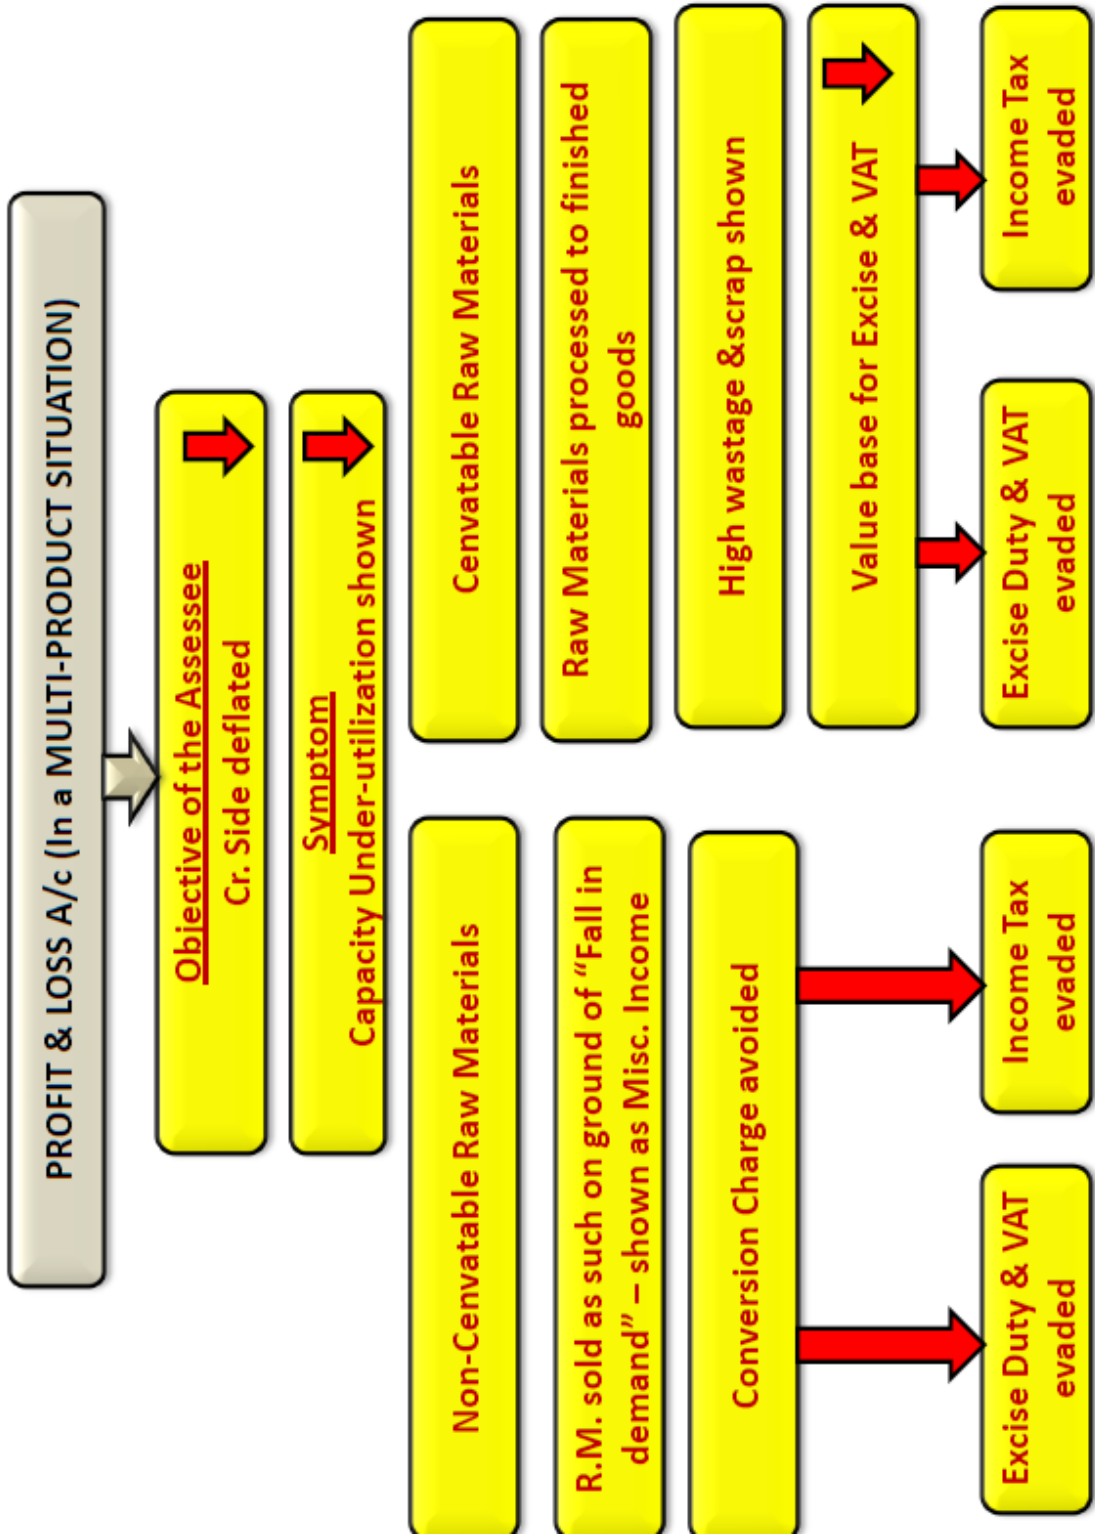 PROFIT & LOSS A/c (In a MULTI-PRODUCT SITUATION)
Objective of the Assessee
Cr. Side deflated
Symptom
Capacity Under-utilization shown
Non-Cenvatable Raw Materials
R.M. sold as such on ground of “Fall in
demand” – shown as Misc. Income
Conversion Charge avoided
Excise Duty & VAT
evaded
Income Tax
evaded
Cenvatable Raw Materials
Raw Materials processed to finished
goods
High wastage &scrap shown
Value base for Excise & VAT
Excise Duty & VAT
evaded
Income Tax
evaded